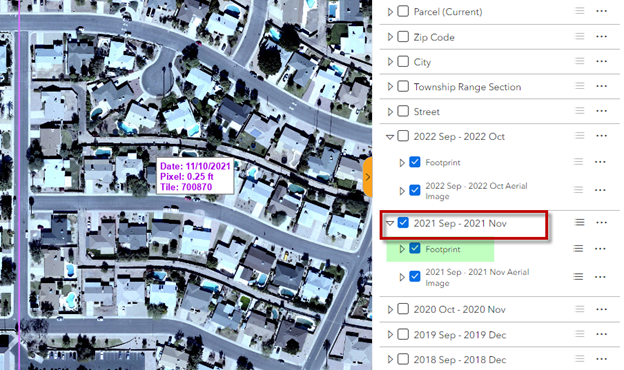 Date: 11/10/2021
Pixel: 0.25 ft
Tile: 700870
Parcel (Current)
Zip Code
City
Township Range Section
Street
2022 Sep - 2022 Oct
Footprint
2022 Sep - 2022 Oct Aerial
Image
2021 Sep - 2021 Nov
Footprint
2021 Sep - 2021 Nov Aerial
Image
2020 Oct - 2020 Nov
2019 Sep - 2019 Dec
2018 Sep - 2018 Dec